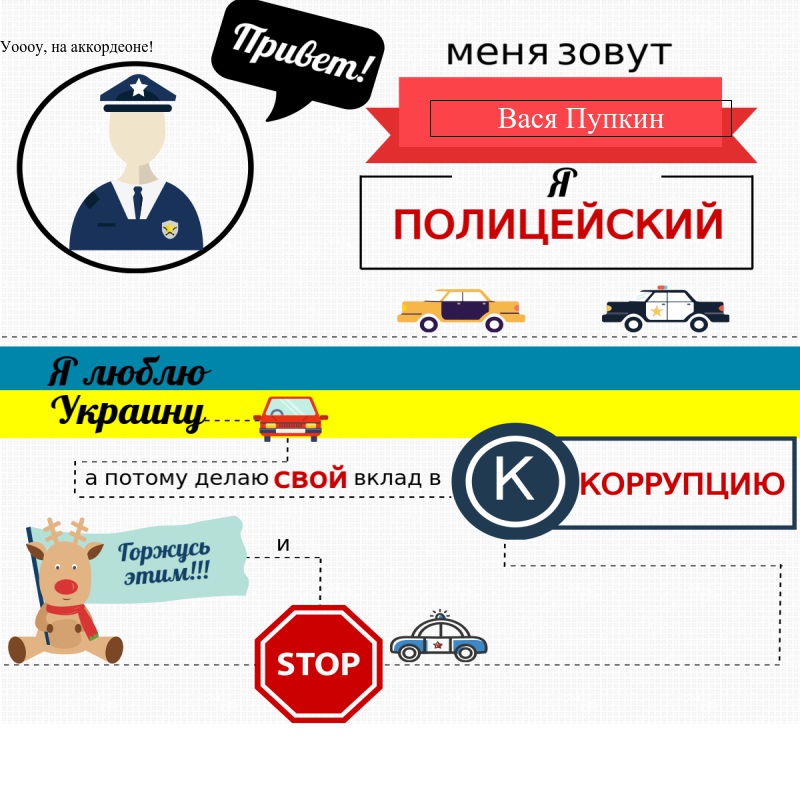 Уоооу, на аккордеоне!
Привет!
меня зовут
Вася Пупкин
Я
ПОЛИЦЕЙСКИЙ
Я люблю
Украину
а потому делаю СВОЙ вклад в
К
КОРРУПЦИЮ
Горжусь
этим!!!
и
STOP